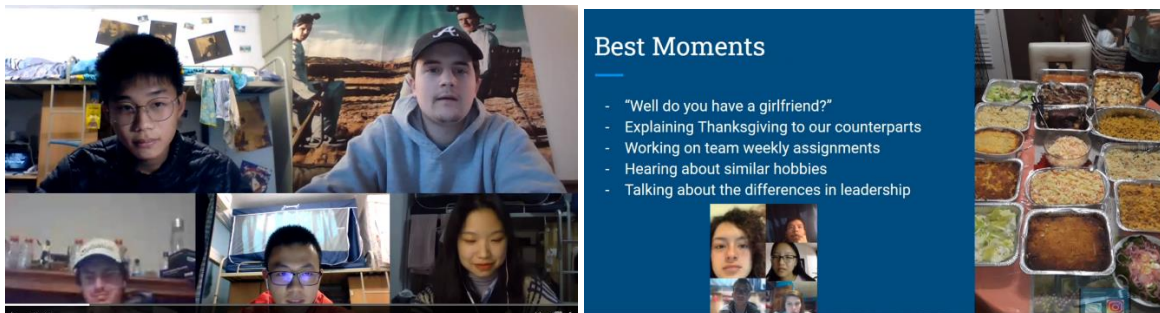 Best Moments
- “Well do you have a girlfriend?”
- Explaining Thanksgiving to our counterparts
- Working on team weekly assignments
- Hearing about similar hobbies
- Talking about the differences in leadership